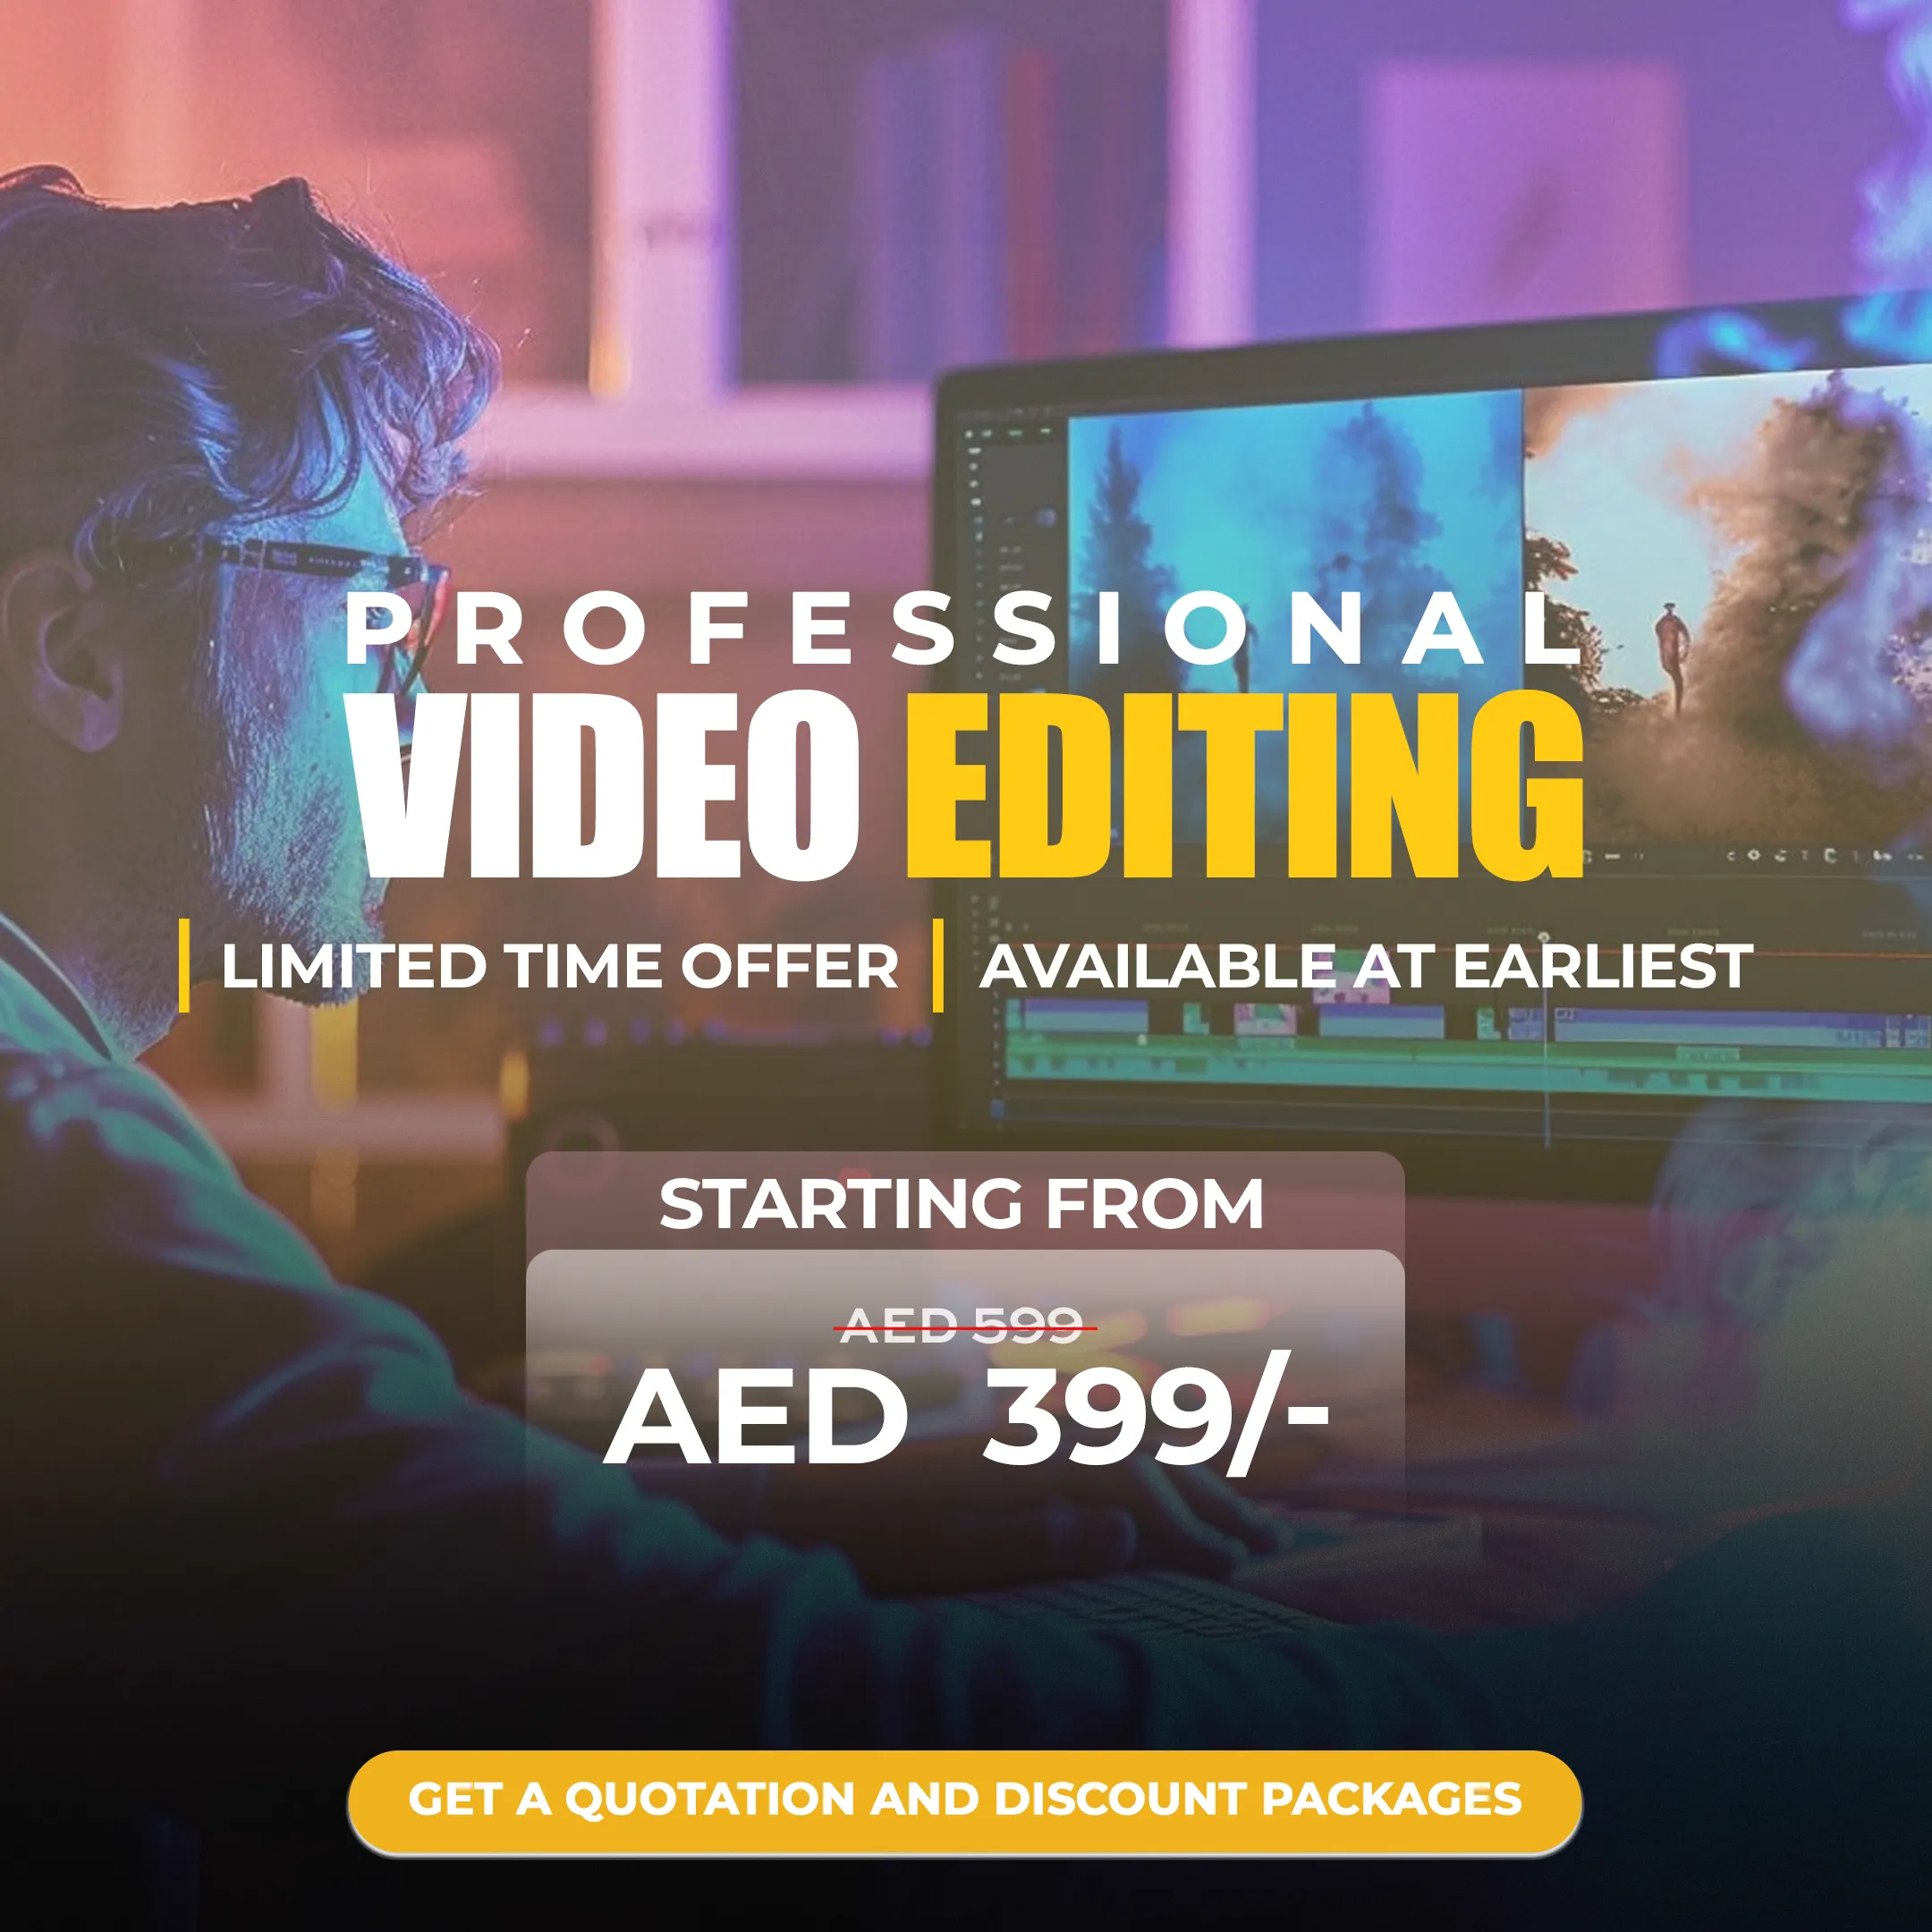 PROFESSIONAL
VIDEO EDITING
LIMITED TIME OFFER
AVAILABLE AT EARLIEST
STARTING FROM
AED 599
AED 399/-
GET A QUOTATION AND DISCOUNT PACKAGES